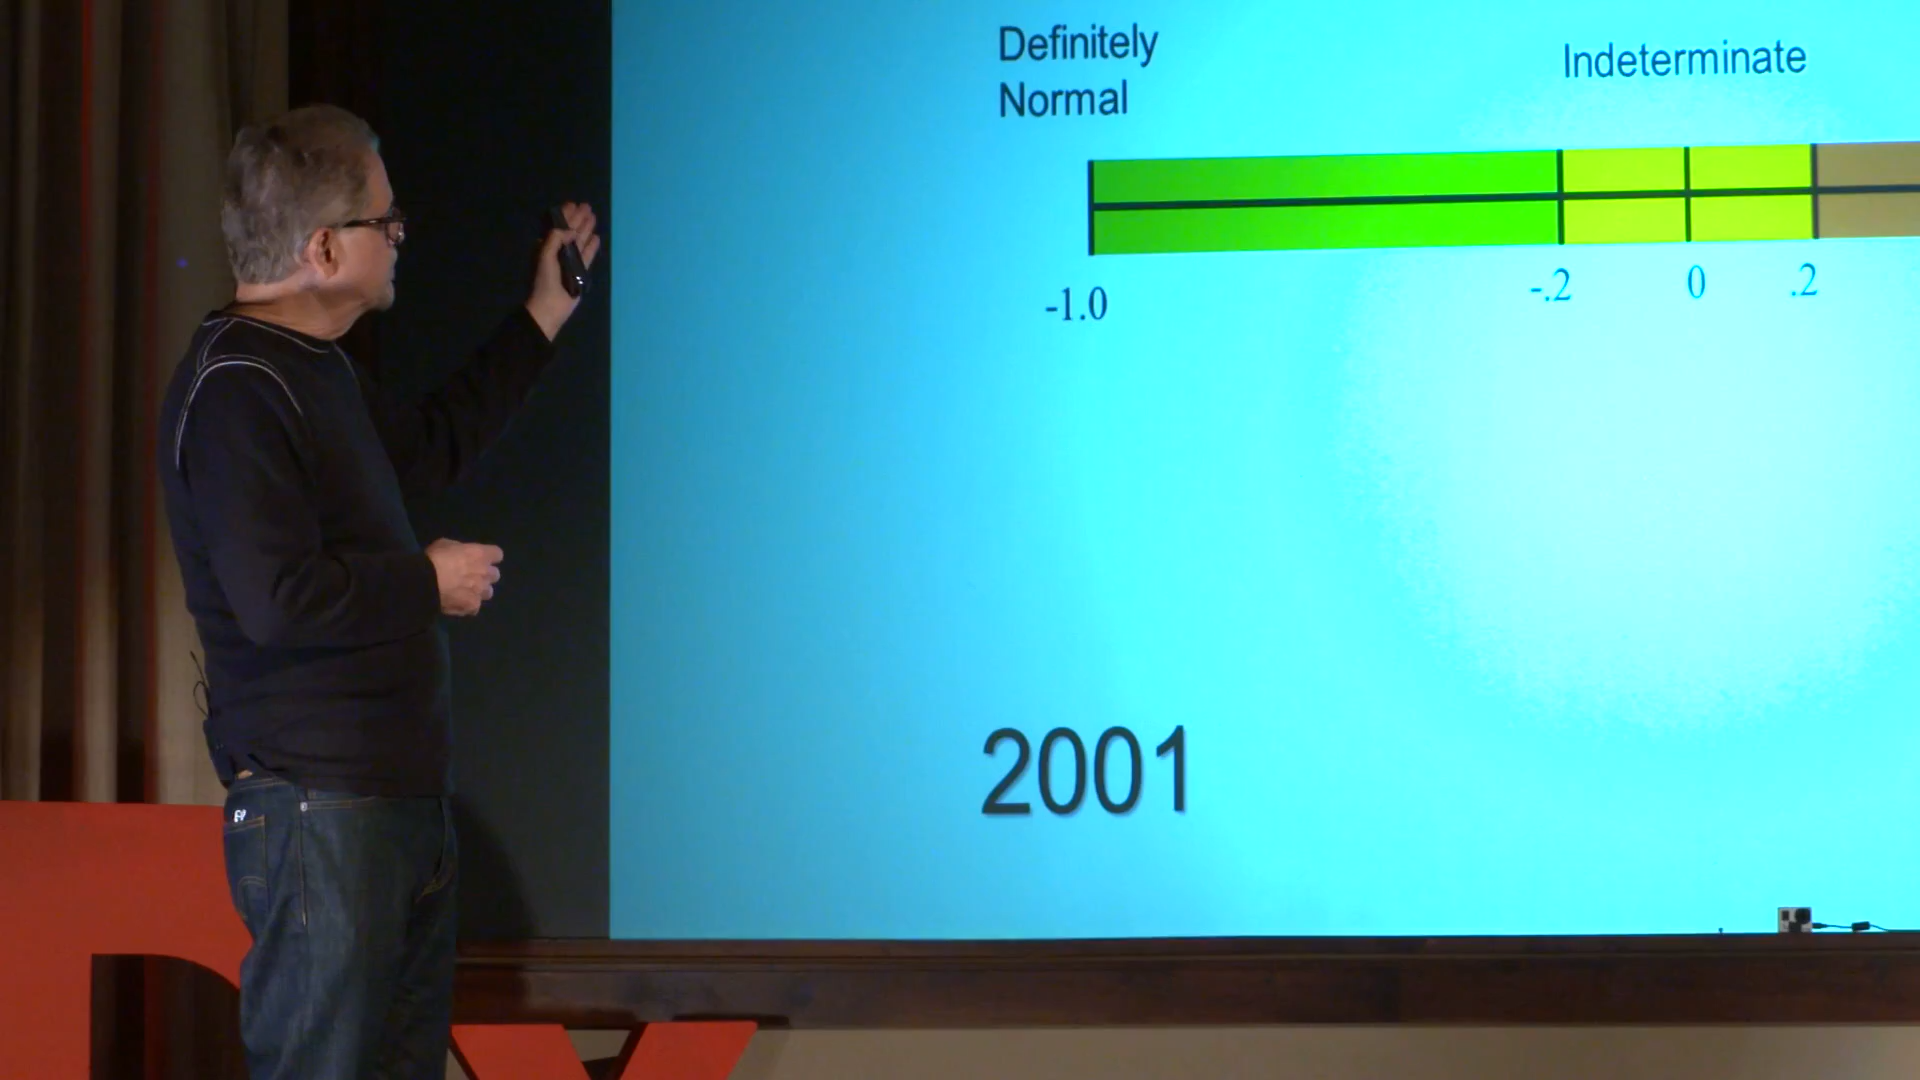 Definitely
Normal
Indeterminate
-1.0
-.2
0
.2
2001